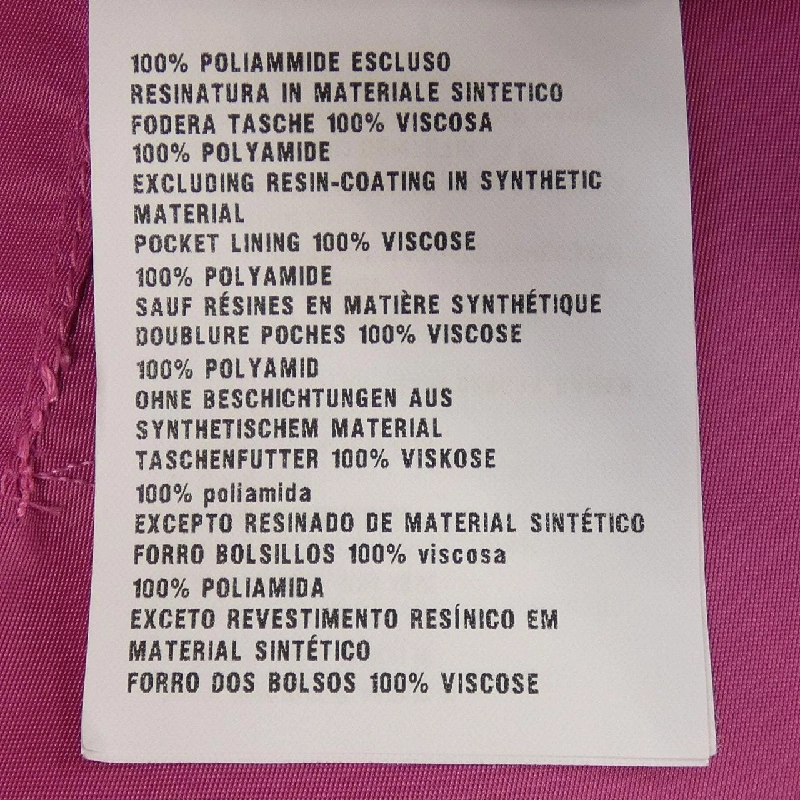 100% POLIAMMIDE ESCLUSO
RESINATURA IN MATERIALE SINTETICO
FODERA TASCHE 100% VISCOSA
100% POLYAMIDE
EXCLUDING RESIN-COATING IN SYNTHETIC
MATERIAL
POCKET LINING 100% VISCOSE
100% POLYAMIDE
SAUF RÉSINES EN MATIÈRE SYNTHÉTIQUE
DOUBLURE POCHES 100% VISCOSE
100% POLYAMID
OHNE BESCHICHTUNGEN AUS
SYNTHETISCHEM MATERIAL
TASCHENFUTTER 100% VISKOSE
100% poliamida
EXCEPTO RESINADO DE MATERIAL SINTÉTICO
FORRO BOLSILLOS 100% viscosa
100% POLIAMIDA
EXCETO REVESTIMENTO RESÍNICO EM
MATERIAL SINTÉTICO
FORRO DOS BOLSOS 100% VISCOSE